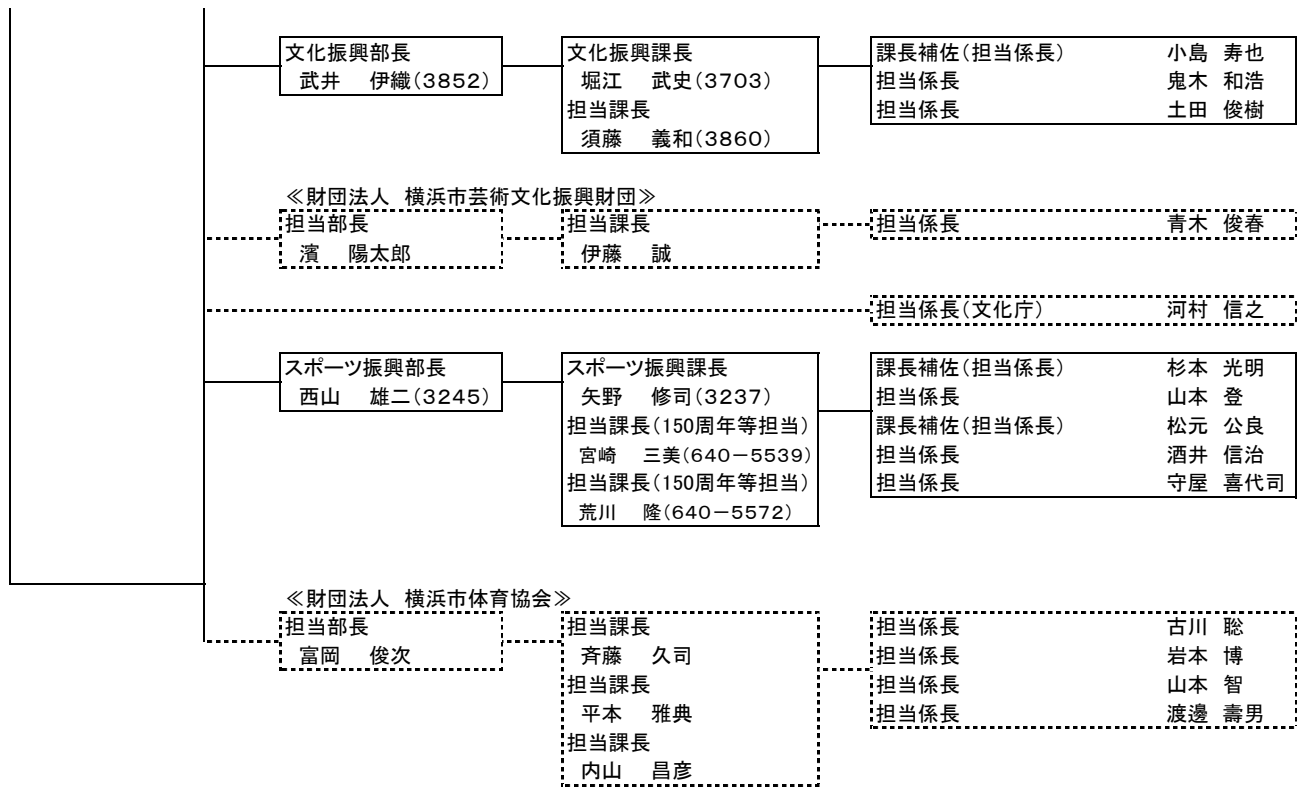 文化振興部長
武井 伊織(3852)
文化振興課長
堀江 武史(3703)
担当課長
須藤 義和(3860)
課長補佐(担当係長) 小島 寿也
担当係長 鬼木 和浩
担当係長 土田 俊樹
≪財団法人 横浜市芸術文化振興財団≫
担当部長
濱 陽太郎
担当課長
伊藤 誠
担当係長 青木 俊春
担当係長(文化庁) 河村 信之
スポーツ振興部長
西山 雄二(3245)
スポーツ振興課長
矢野 修司(3237)
担当課長(150周年等担当)
宮崎 三美(640-5539)
担当課長(150周年等担当)
荒川 隆(640-5572)
課長補佐(担当係長) 杉本 光明
担当係長 山本 登
課長補佐(担当係長) 松元 公良
担当係長 酒井 信治
担当係長 守屋 喜代司
≪財団法人 横浜市体育協会≫
担当部長
富岡 俊次
担当課長
斉藤 久司
担当課長
平本 雅典
担当課長
内山 昌彦
担当係長 古川 聡
担当係長 岩本 博
担当係長 山本 智
担当係長 渡邊 壽男